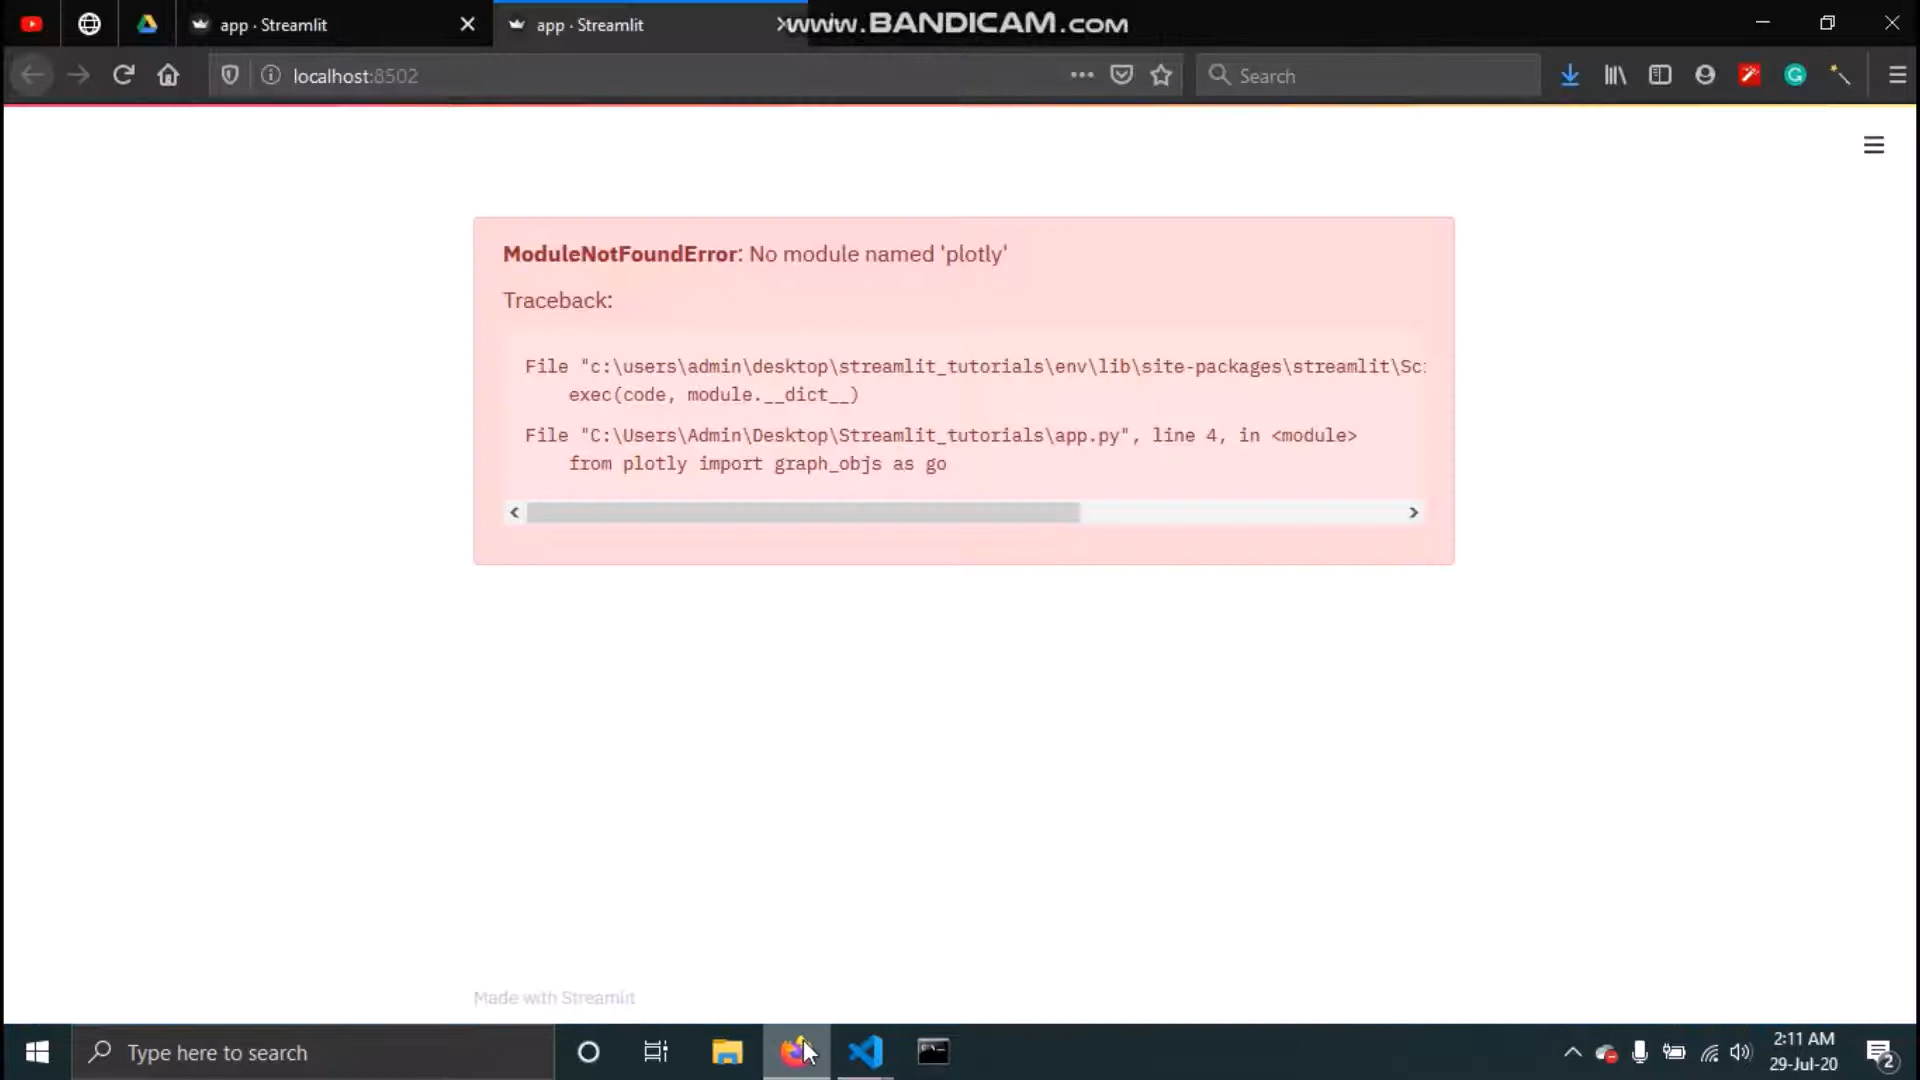 app · Streamlit
app · Streamlit
www.BANDICAM.com
localhost:8502
Search
ModuleNotFoundError: No module named 'plotly'
Traceback:
File "c:\users\admin\desktop\streamlit_tutorials\env\lib\site-packages\streamlit\Sc
exec(code, module.__dict__)
File "C:\Users\Admin\Desktop\Streamlit_tutorials\app.py", line 4, in <module>
from plotly import graph_objs as go
Made with Streamlit
Type here to search
2:11 AM
29-Jul-20
2